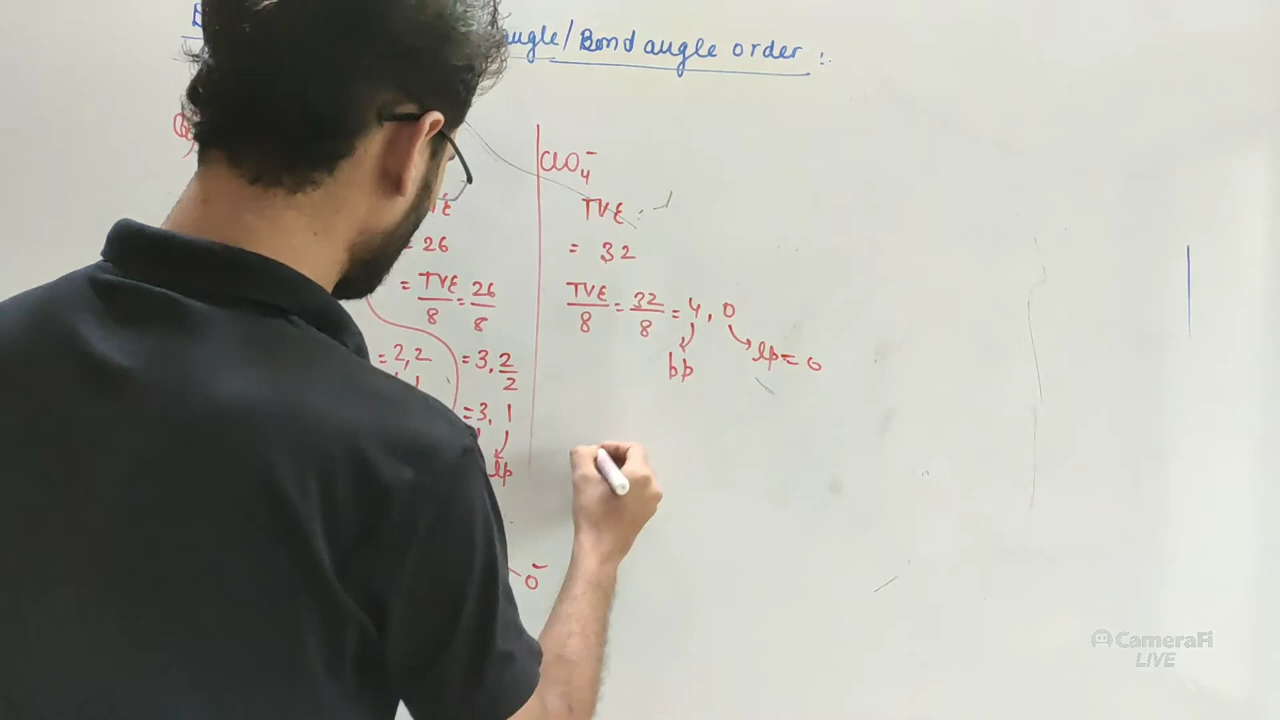 angle/Bond angle order :
ClO₄⁻
TVE :
= 26
= 32
= TVE/8 = 26/8
TVE/8 = 32/8 = 4, 0
= 2, 2
= 3, 2/2
bp
lp = 0
= 3, 1
lp
O⁻
CameraFi
LIVE